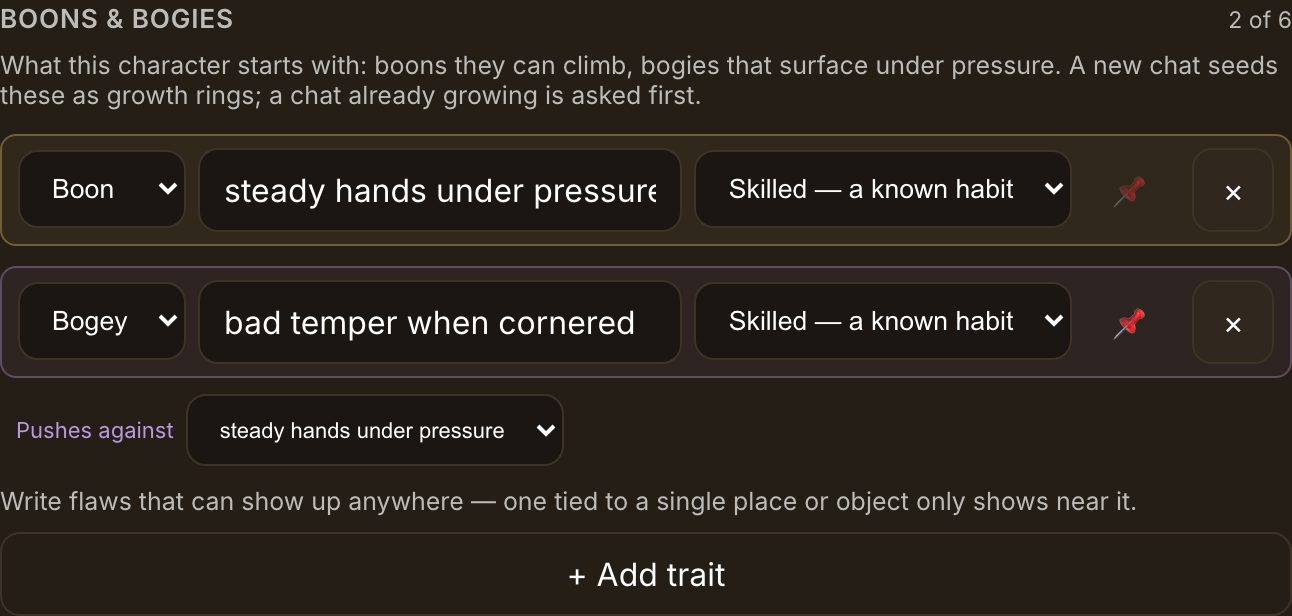 BOONS & BOGIES
2 of 6
What this character starts with: boons they can climb, bogies that surface under pressure. A new chat seeds
these as growth rings; a chat already growing is asked first.
Boon steady hands under pressure Skilled — a known habit ×
Bogey bad temper when cornered Skilled — a known habit ×
Pushes against steady hands under pressure
Write flaws that can show up anywhere — one tied to a single place or object only shows near it.
+ Add trait